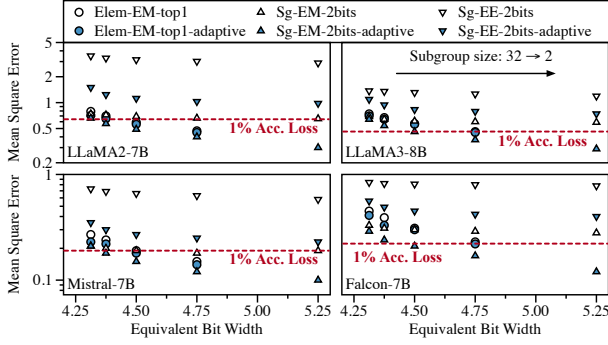 Elem-EM-top1 Sg-EM-2bits Sg-EE-2bits
Elem-EM-top1-adaptive Sg-EM-2bits-adaptive Sg-EE-2bits-adaptive
Mean Square Error
5
1
0.5
0.2
1% Acc. Loss
LLaMA2-7B
Subgroup size: 32 → 2
1% Acc. Loss
LLaMA3-8B
Mean Square Error
0.1
1% Acc. Loss
Mistral-7B
1% Acc. Loss
Falcon-7B
4.25 4.50 4.75 5.00 5.25 4.25 4.50 4.75 5.00 5.25
Equivalent Bit Width Equivalent Bit Width